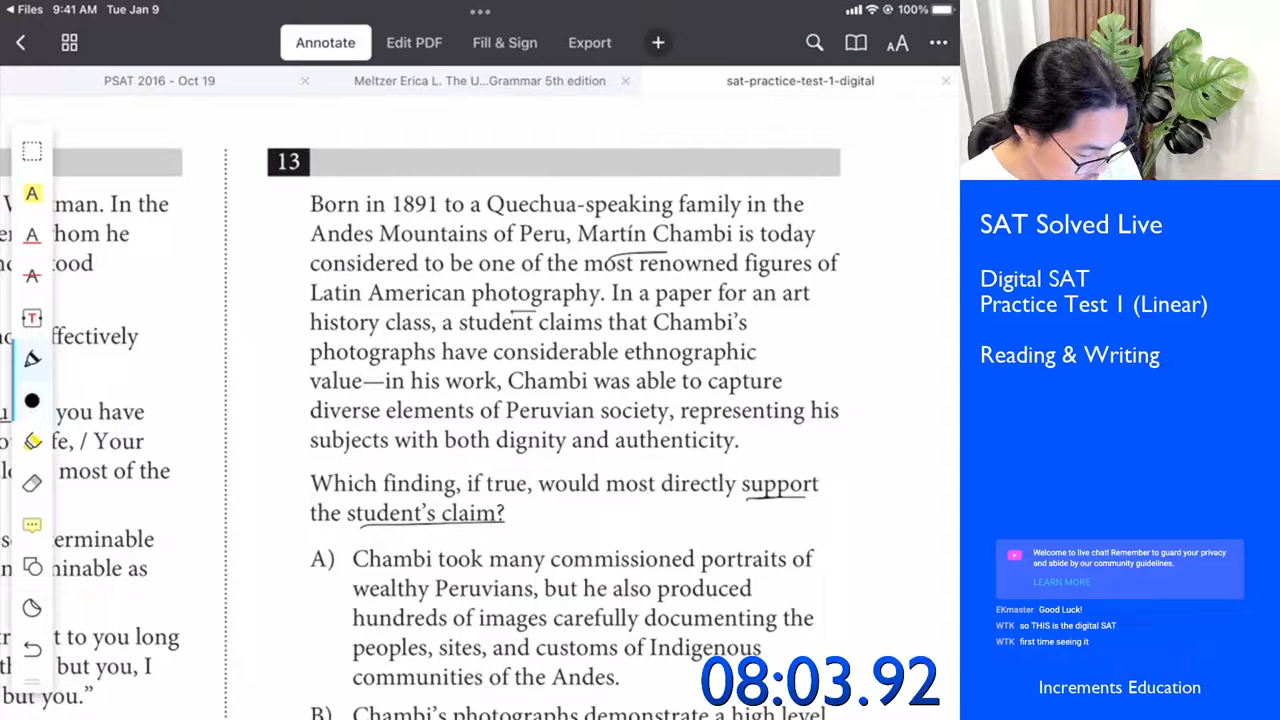 Files 9:41 AM Tue Jan 9 100%
Annotate Edit PDF Fill & Sign Export
PSAT 2016 - Oct 19 Meltzer Erica L. The U...Grammar 5th edition sat-practice-test-1-digital
man. In the
hom he
ood
ffectively
you have
fe, / Your
most of the
erminable
inable as
t to you long
but you, I
but you.”
13
Born in 1891 to a Quechua-speaking family in the
Andes Mountains of Peru, Martín Chambi is today
considered to be one of the most renowned figures of
Latin American photography. In a paper for an art
history class, a student claims that Chambi’s
photographs have considerable ethnographic
value—in his work, Chambi was able to capture
diverse elements of Peruvian society, representing his
subjects with both dignity and authenticity.
Which finding, if true, would most directly support
the student’s claim?
A) Chambi took many commissioned portraits of
wealthy Peruvians, but he also produced
hundreds of images carefully documenting the
peoples, sites, and customs of Indigenous
communities of the Andes.
B) Chambi’s photographs demonstrate a high level
08:03.92
SAT Solved Live
Digital SAT
Practice Test 1 (Linear)
Reading & Writing
Welcome to live chat! Remember to guard your privacy
and abide by our community guidelines.
LEARN MORE
EKmaster Good Luck!
WTK so THIS is the digital SAT
WTK first time seeing it
Increments Education